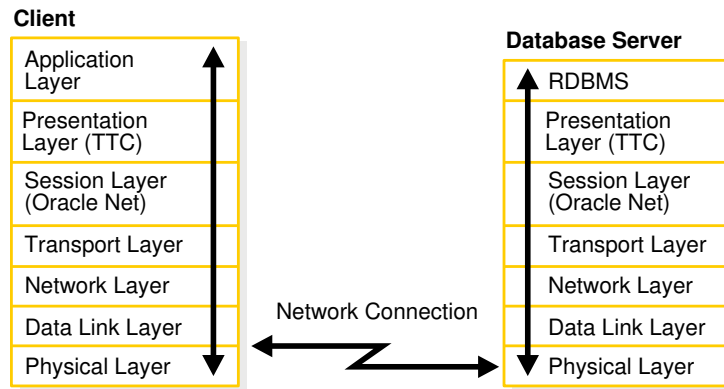 Client
Application
Layer
Presentation
Layer (TTC)
Session Layer
(Oracle Net)
Transport Layer
Network Layer
Data Link Layer
Physical Layer
Network Connection
Database Server
RDBMS
Presentation
Layer (TTC)
Session Layer
(Oracle Net)
Transport Layer
Network Layer
Data Link Layer
Physical Layer